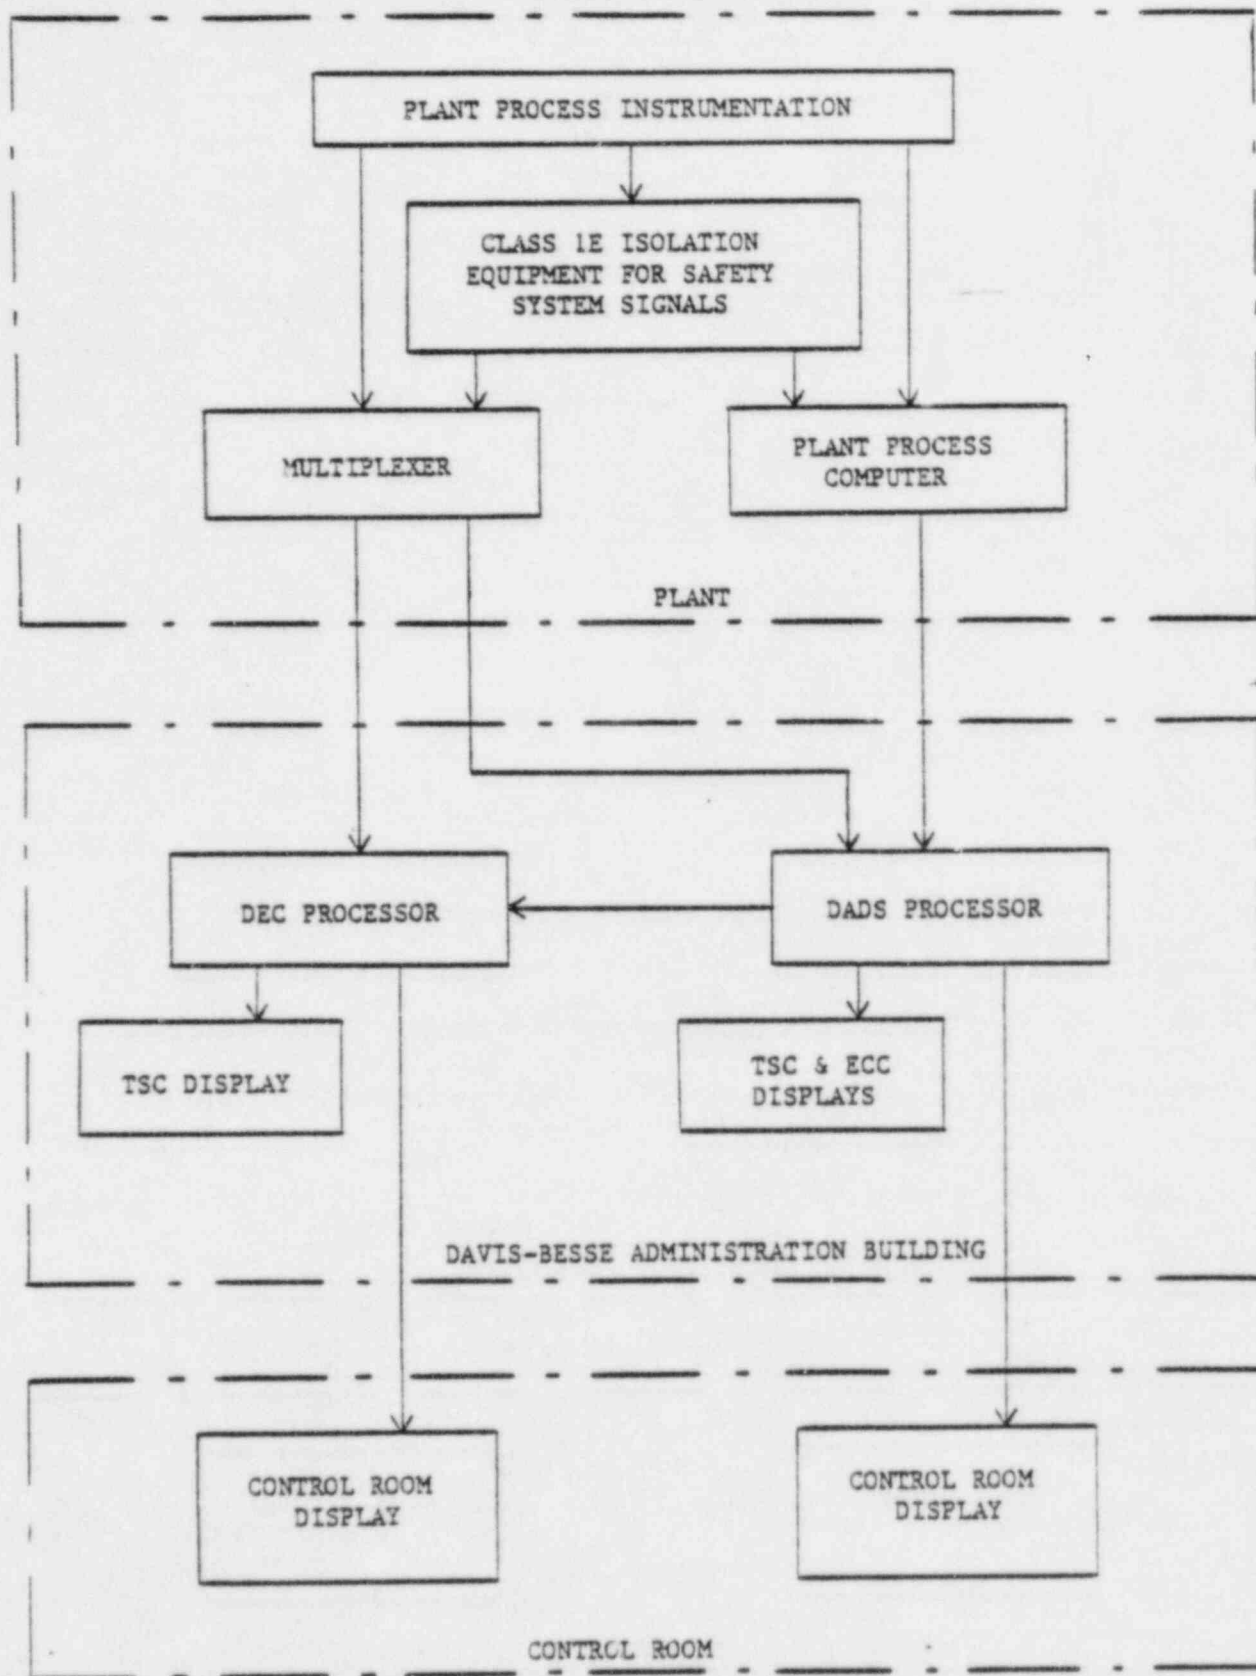 PLANT PROCESS INSTRUMENTATION
CLASS 1E ISOLATION
EQUIPMENT FOR SAFETY
SYSTEM SIGNALS
MULTIPLEXER
PLANT PROCESS
COMPUTER
PLANT
DEC PROCESSOR
DADS PROCESSOR
TSC DISPLAY
TSC & ECC
DISPLAYS
DAVIS-BESSE ADMINISTRATION BUILDING
CONTROL ROOM
DISPLAY
CONTROL ROOM
DISPLAY
CONTROL ROOM